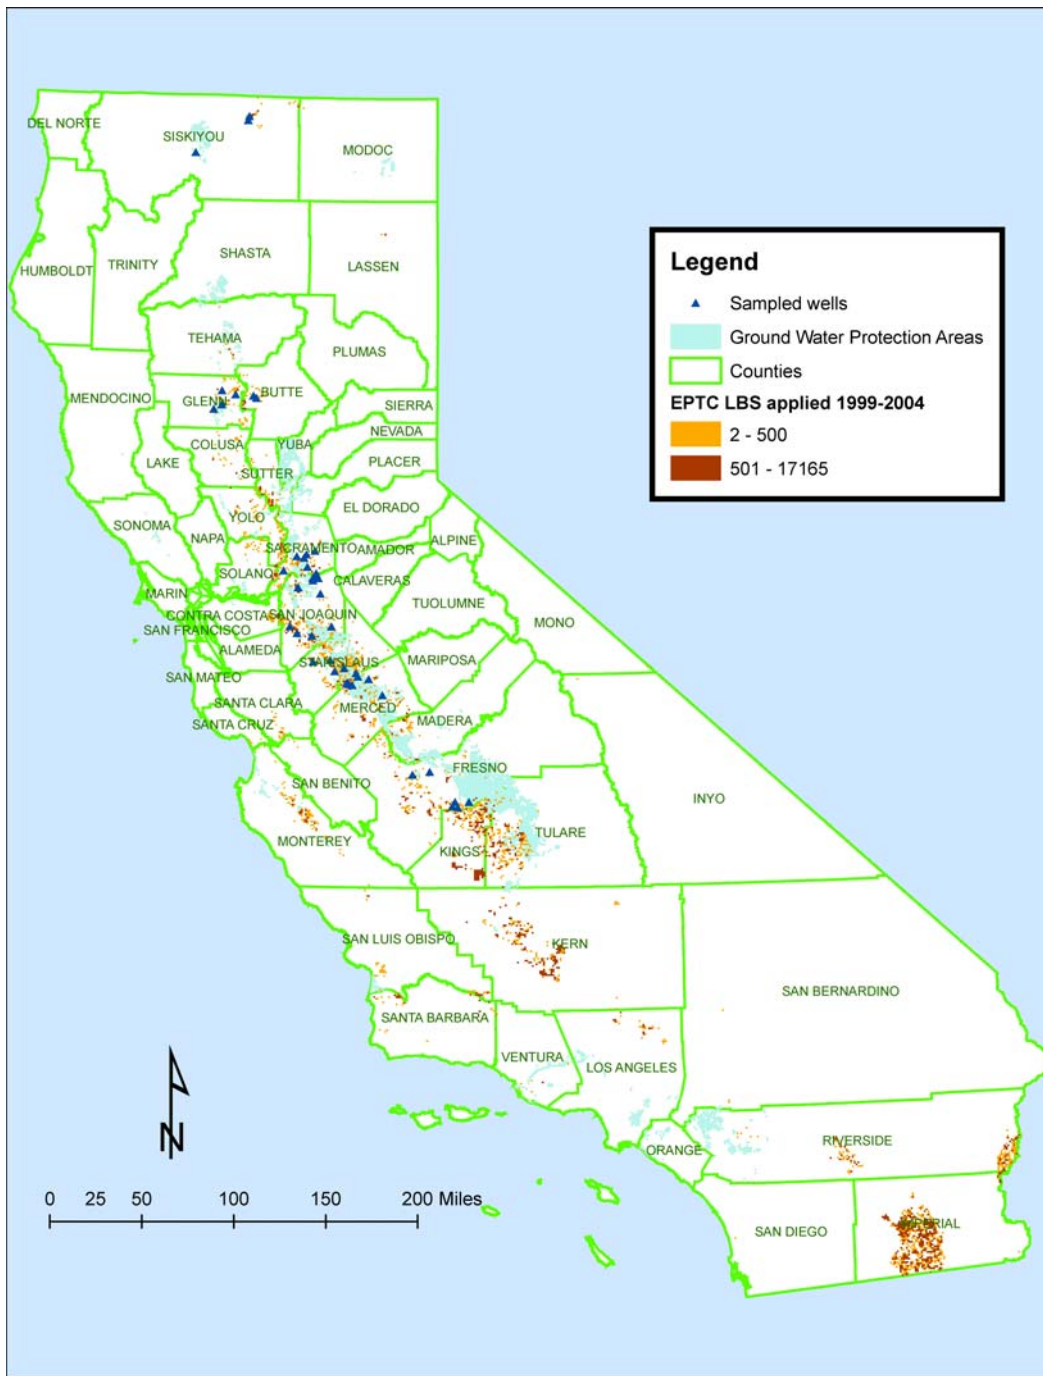 DEL NORTE
SISKIYOU
MODOC
HUMBOLDT
TRINITY
SHASTA
LASSEN
Legend
Sampled wells
Ground Water Protection Areas
Counties
EPTC LBS applied 1999-2004
2 - 500
501 - 17165
TEHAMA
PLUMAS
MENDOCINO
GLENN
BUTTE
SIERRA
COLUSA
YUBA
NEVADA
LAKE
SUTTER
PLACER
SONOMA
NAPA
YOLO
EL DORADO
SACRAMENTO
AMADOR
ALPINE
SOLANO
CALAVERAS
MARIN
CONTRA COSTA
SAN JOAQUIN
TUOLUMNE
MONO
SAN FRANCISCO
ALAMEDA
STANISLAUS
MARIPOSA
SAN MATEO
SANTA CLARA
MERCED
SANTA CRUZ
MADERA
SAN BENITO
FRESNO
INYO
MONTEREY
KINGS
TULARE
SAN LUIS OBISPO
KERN
SAN BERNARDINO
SANTA BARBARA
VENTURA
LOS ANGELES
ORANGE
RIVERSIDE
SAN DIEGO
IMPERIAL
N
0 25 50 100 150 200 Miles